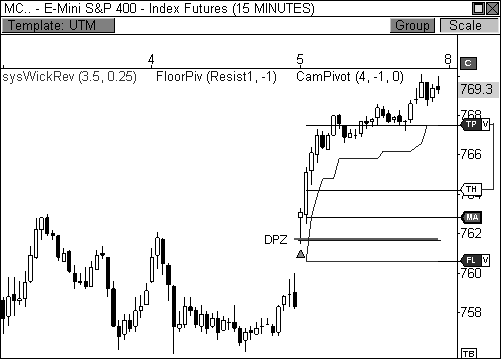 MC.. - E-Mini S&P 400 - Index Futures (15 MINUTES)
Template: UTM Group Scale
4 5 8 C
sysWickRev (3.5, 0.25) FloorPiv (Resist1, -1) CamPivot (4, -1, 0)
769.3
768
TP V
766
TH
MA
762
DPZ
FL V
760
758
TB